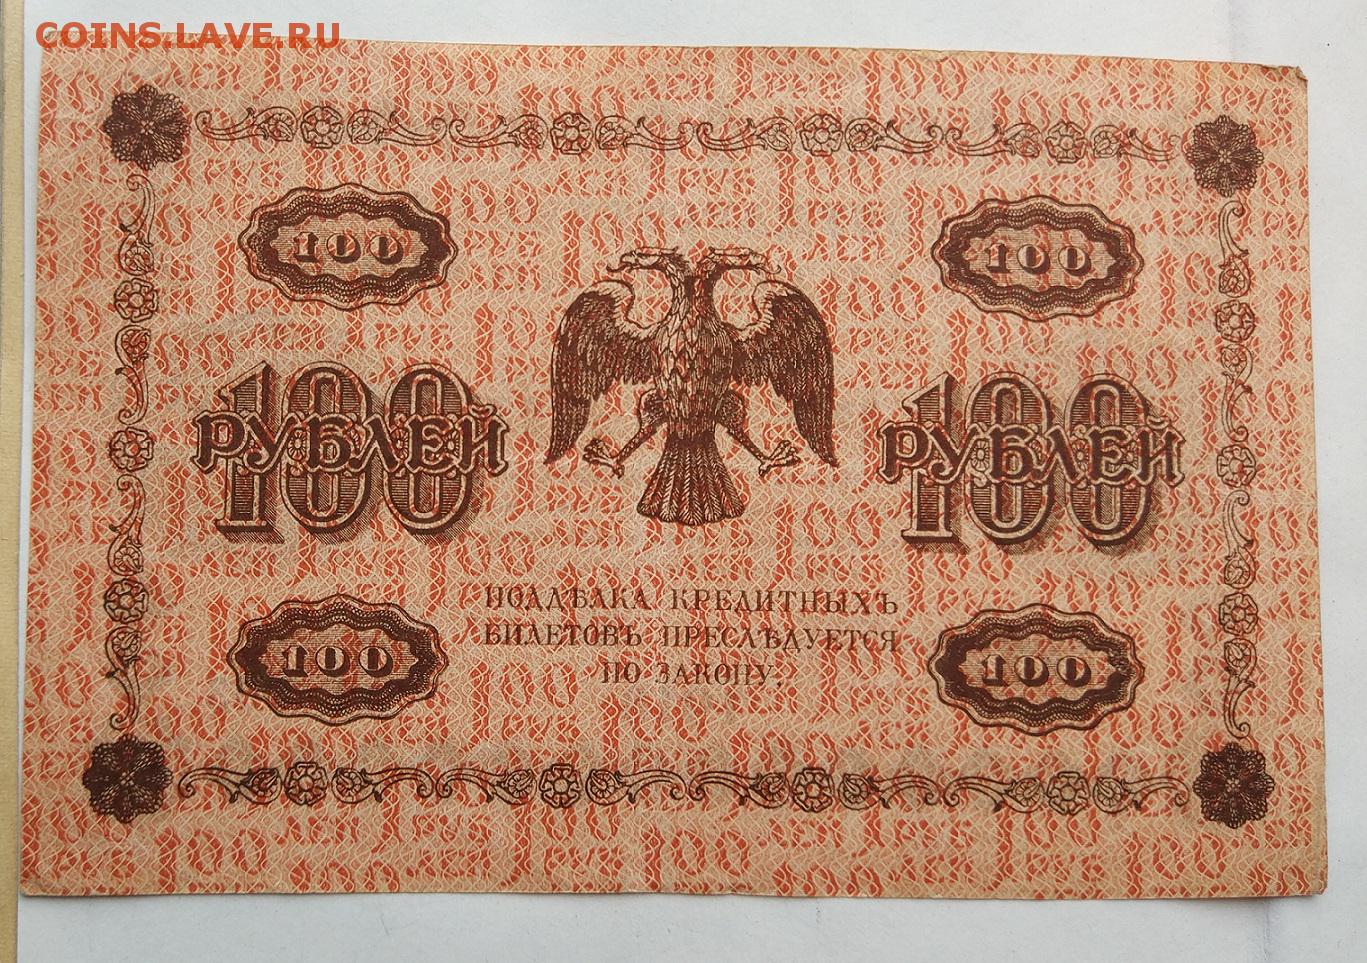 COINS.LAVE.RU
100
100
100
РУБЛЕЙ
100
РУБЛЕЙ
ПОДДѢЛКА КРЕДИТНЫХЪ
БИЛЕТОВЪ ПРЕСЛѢДУЕТСЯ
ПО ЗАКОНУ.
100
100